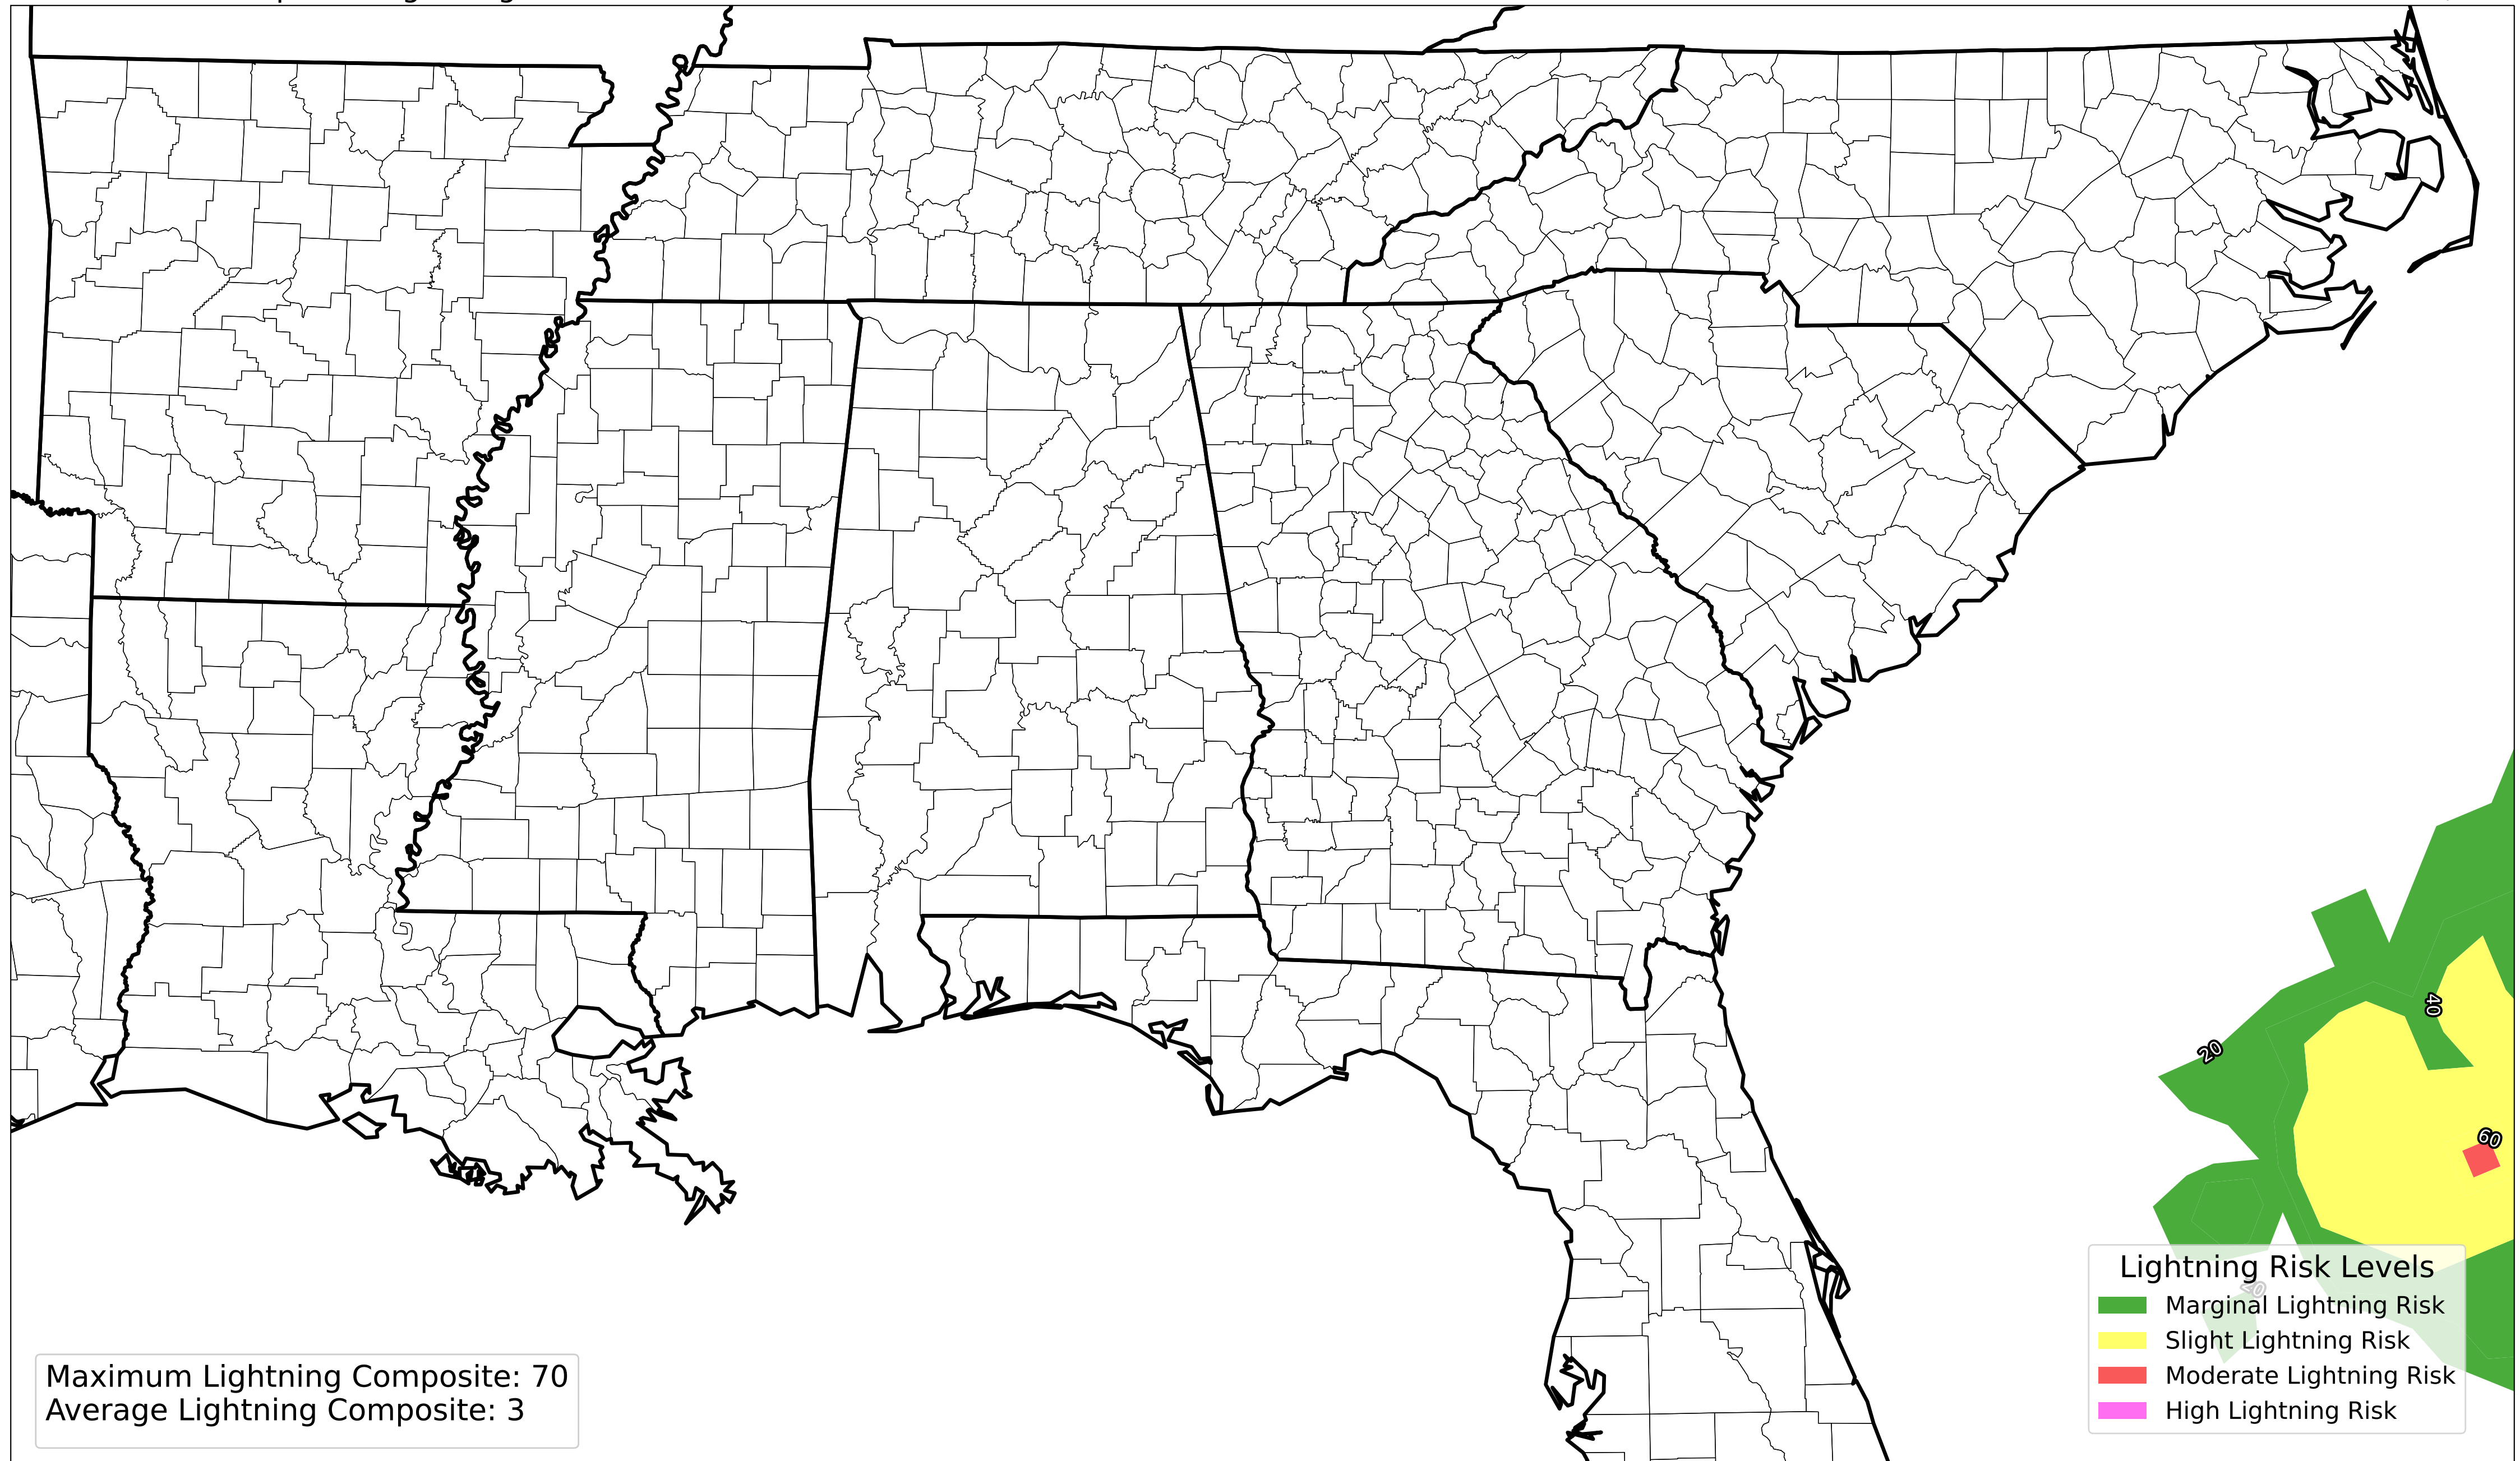 40
20
60
20
Lightning Risk Levels
Marginal Lightning Risk
Slight Lightning Risk
Moderate Lightning Risk
High Lightning Risk
Maximum Lightning Composite: 70
Average Lightning Composite: 3